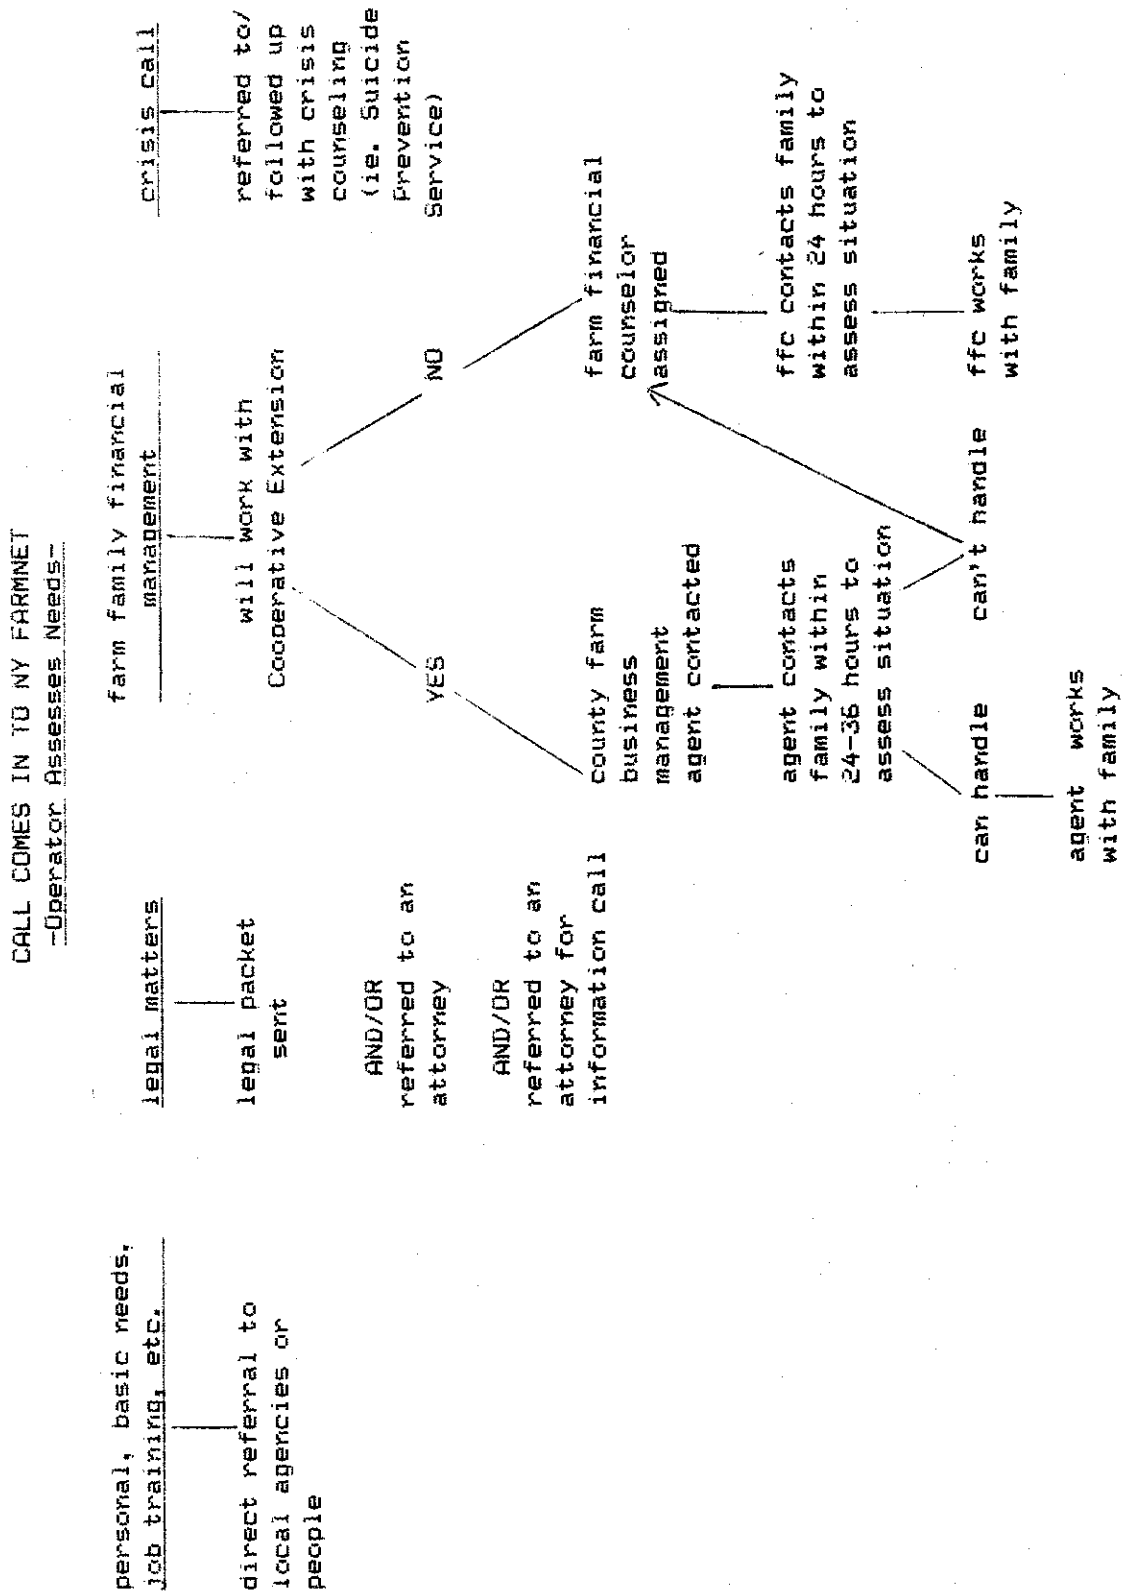 CALL COMES IN TO NY FARMNET
-Operator Assesses Needs-
personal, basic needs,
job training, etc.
direct referral to
local agencies or
people
legal matters
legal packet
sent
AND/OR
referred to an
attorney
AND/OR
referred to an
attorney for
information call
farm family financial
management
will work with
Cooperative Extension
YES
NO
county farm
business
management
agent contacted
agent contacts
family within
24-36 hours to
assess situation
can handle
can't handle
agent works
with family
farm financial
counselor
assigned
ffc contacts family
within 24 hours to
assess situation
ffc works
with family
crisis call
referred to/
followed up
with crisis
counseling
(ie. Suicide
Prevention
Service)